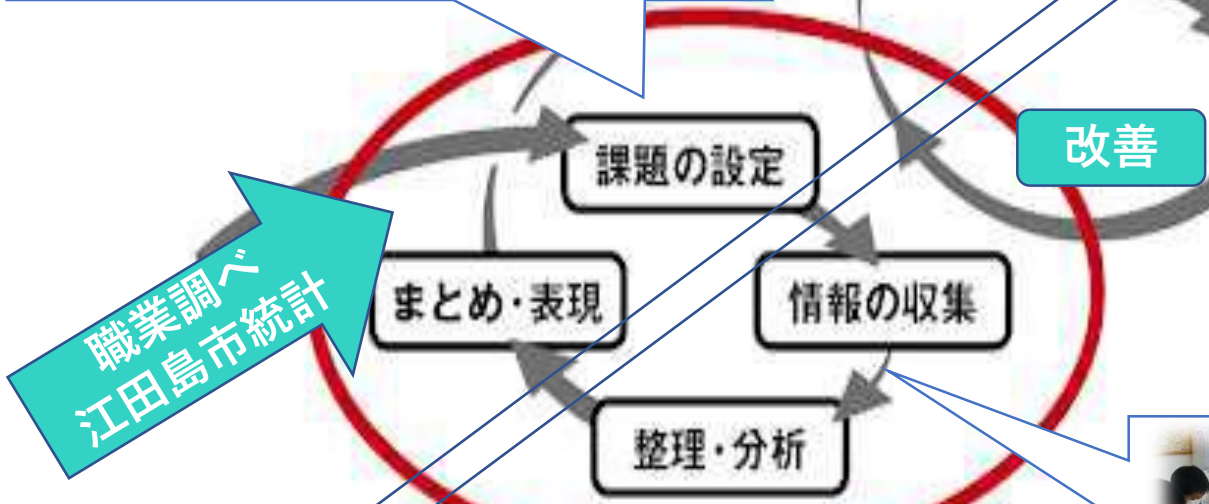 課題の設定
改善
職業調べ
江田島市統計
まとめ・表現
情報の収集
整理・分析